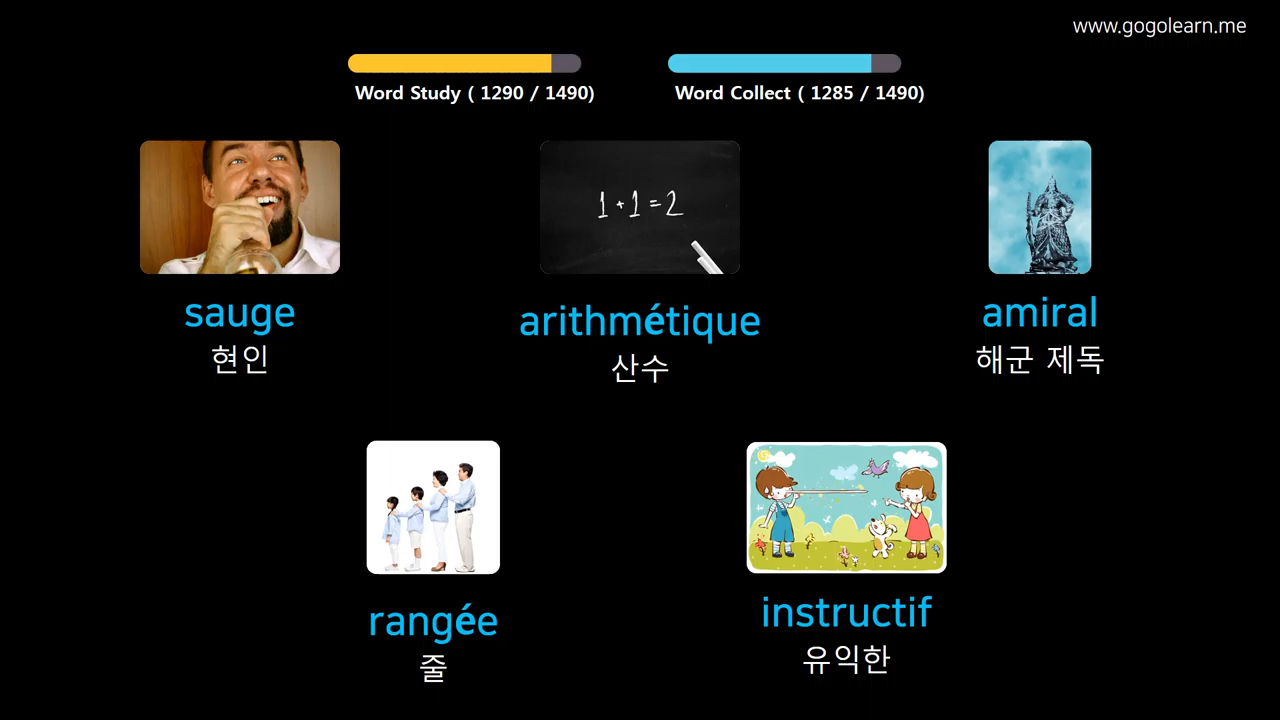 www.gogolearn.me
Word Study ( 1290 / 1490)
Word Collect ( 1285 / 1490)
1+1=2
sauge
현인
arithmétique
산수
amiral
해군 제독
rangée
줄
instructif
유익한